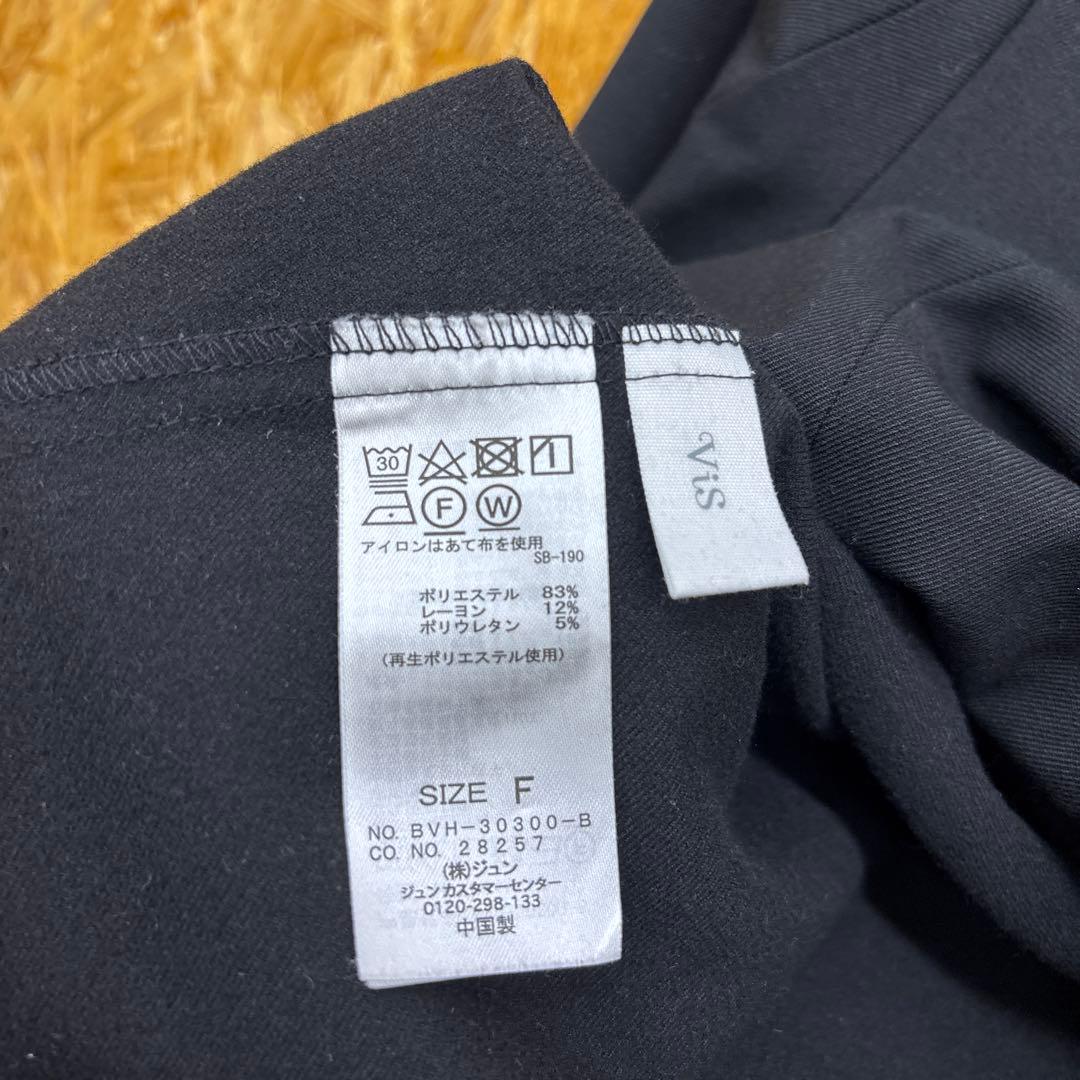 30
F W
アイロンはあて布を使用
SB-190
ポリエステル 83%
レーヨン 12%
ポリウレタン 5%
(再生ポリエステル使用)
SIZE F
NO. BVH-30300-B
CO. NO. 28257
(株)ジュン
ジュンカスタマーセンター
0120-298-133
中国製
ViS